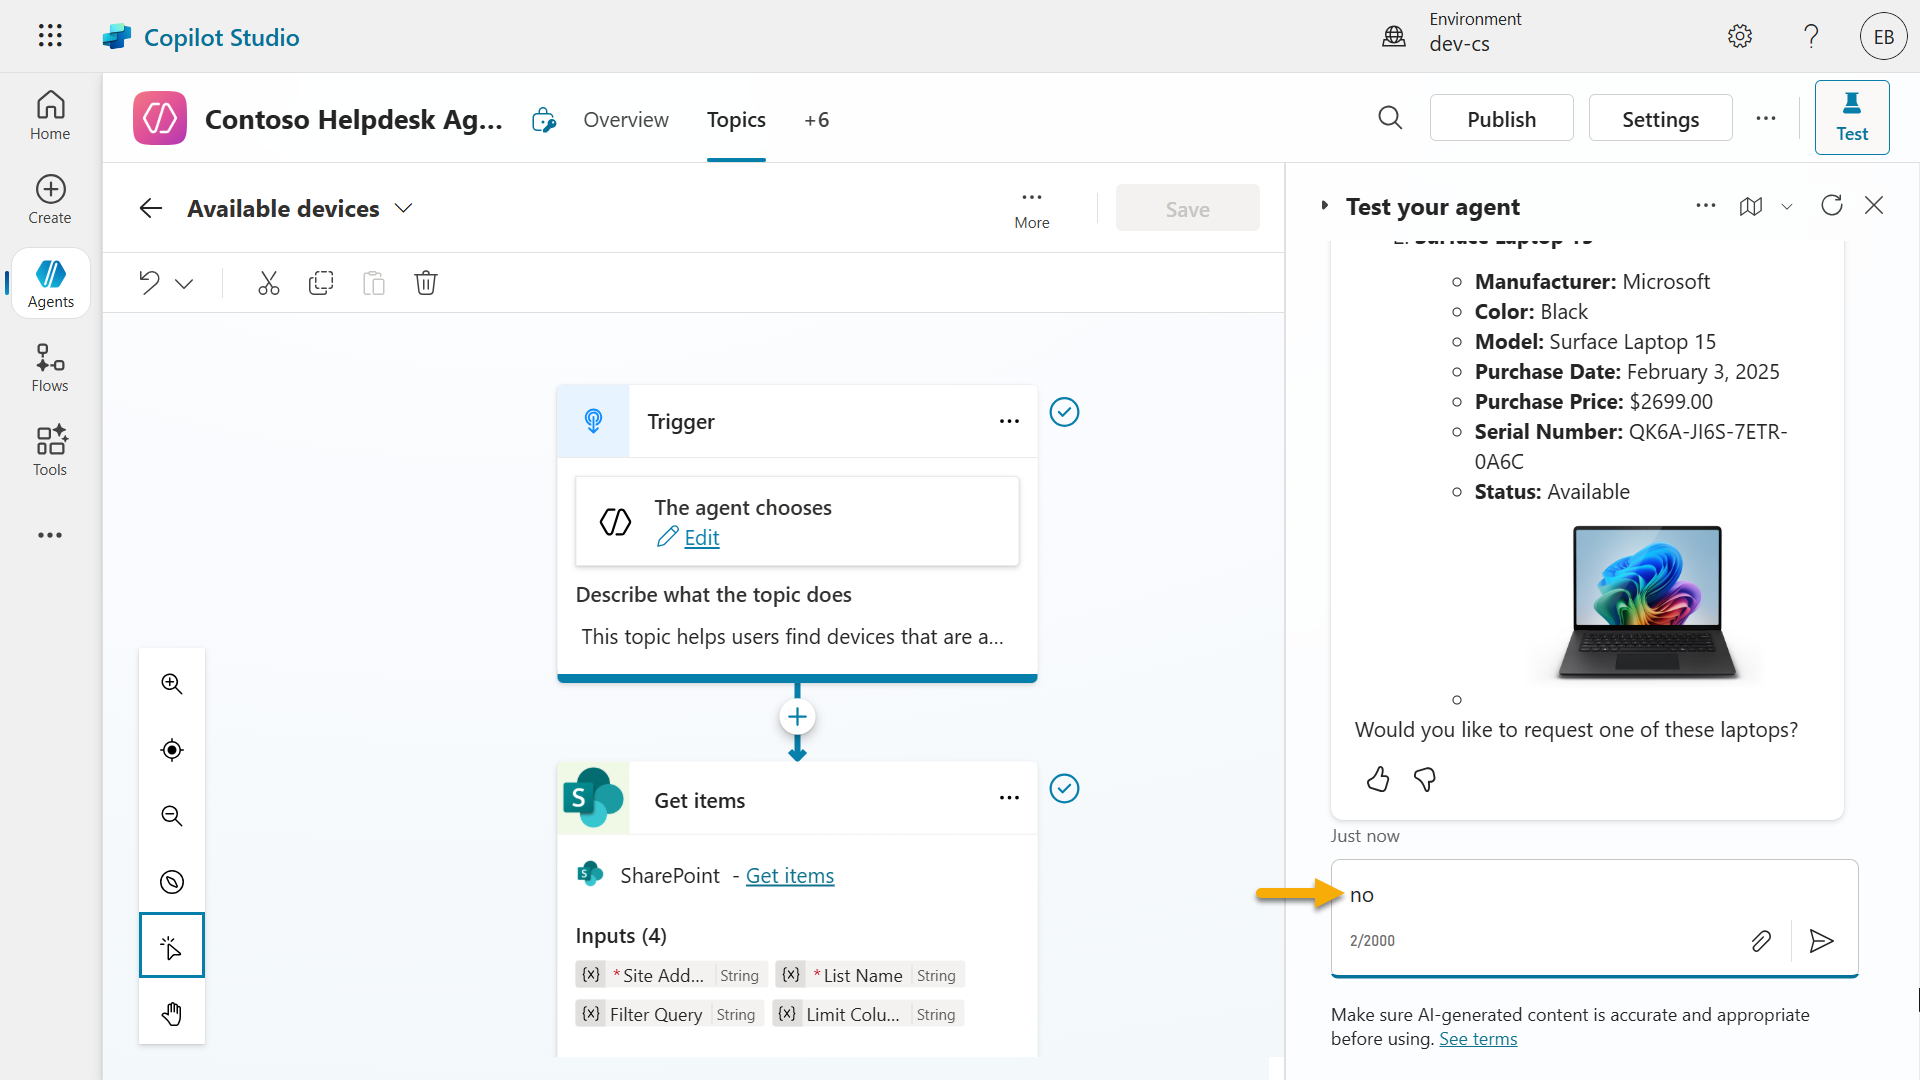 Copilot Studio
Environment
dev-cs
EB
Home
Create
Agents
Flows
Tools
Contoso Helpdesk Ag...
Overview
Topics
+6
Publish
Settings
Test
Available devices
More
Save
Trigger
The agent chooses
Edit
Describe what the topic does
This topic helps users find devices that are a...
Get items
SharePoint - Get items
Inputs (4)
{x} *Site Add... String {x} *List Name String
{x} Filter Query String {x} Limit Colu... String
Test your agent
2. Surface Laptop 15
Manufacturer: Microsoft
Color: Black
Model: Surface Laptop 15
Purchase Date: February 3, 2025
Purchase Price: $2699.00
Serial Number: QK6A-JI6S-7ETR-
0A6C
Status: Available
Would you like to request one of these laptops?
Just now
no
2/2000
Make sure AI-generated content is accurate and appropriate
before using. See terms